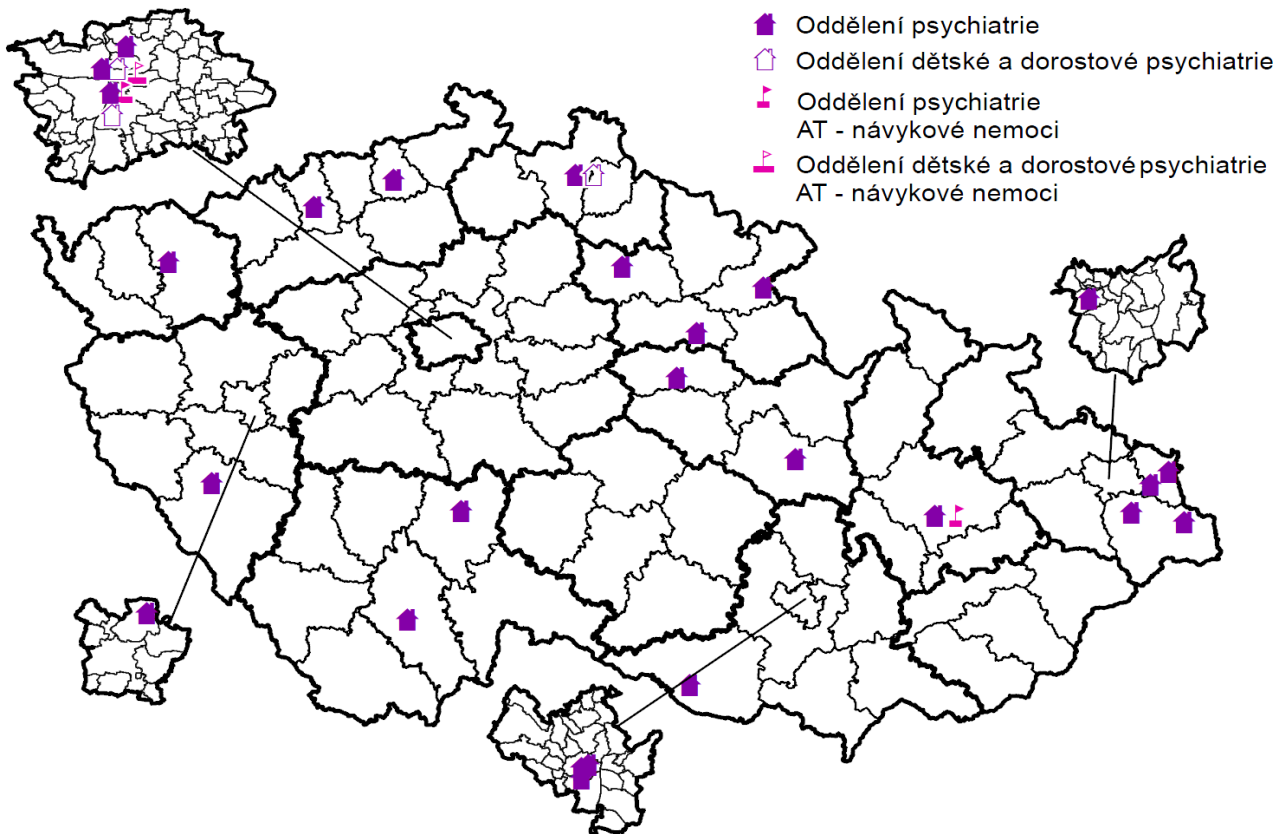 Oddělení psychiatrie
Oddělení dětské a dorostové psychiatrie
Oddělení psychiatrie
AT - návykové nemoci
Oddělení dětské a dorostové psychiatrie
AT - návykové nemoci